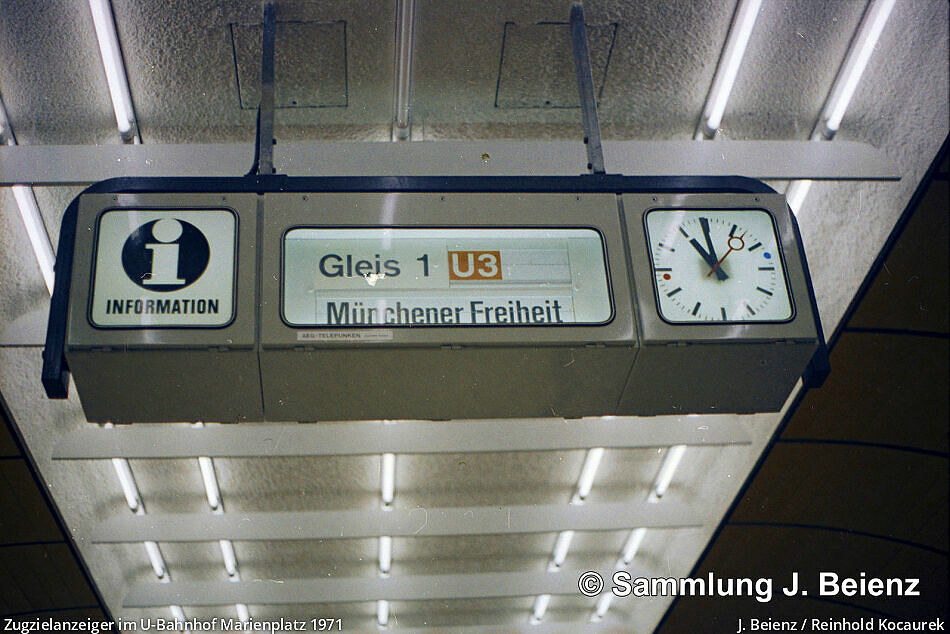 i
INFORMATION
Gleis 1 U3
Münchener Freiheit
AEG-TELEFUNKEN
© Sammlung J. Beienz
Zugzielanzeiger im U-Bahnhof Marienplatz 1971
J. Beienz / Reinhold Kocaurek